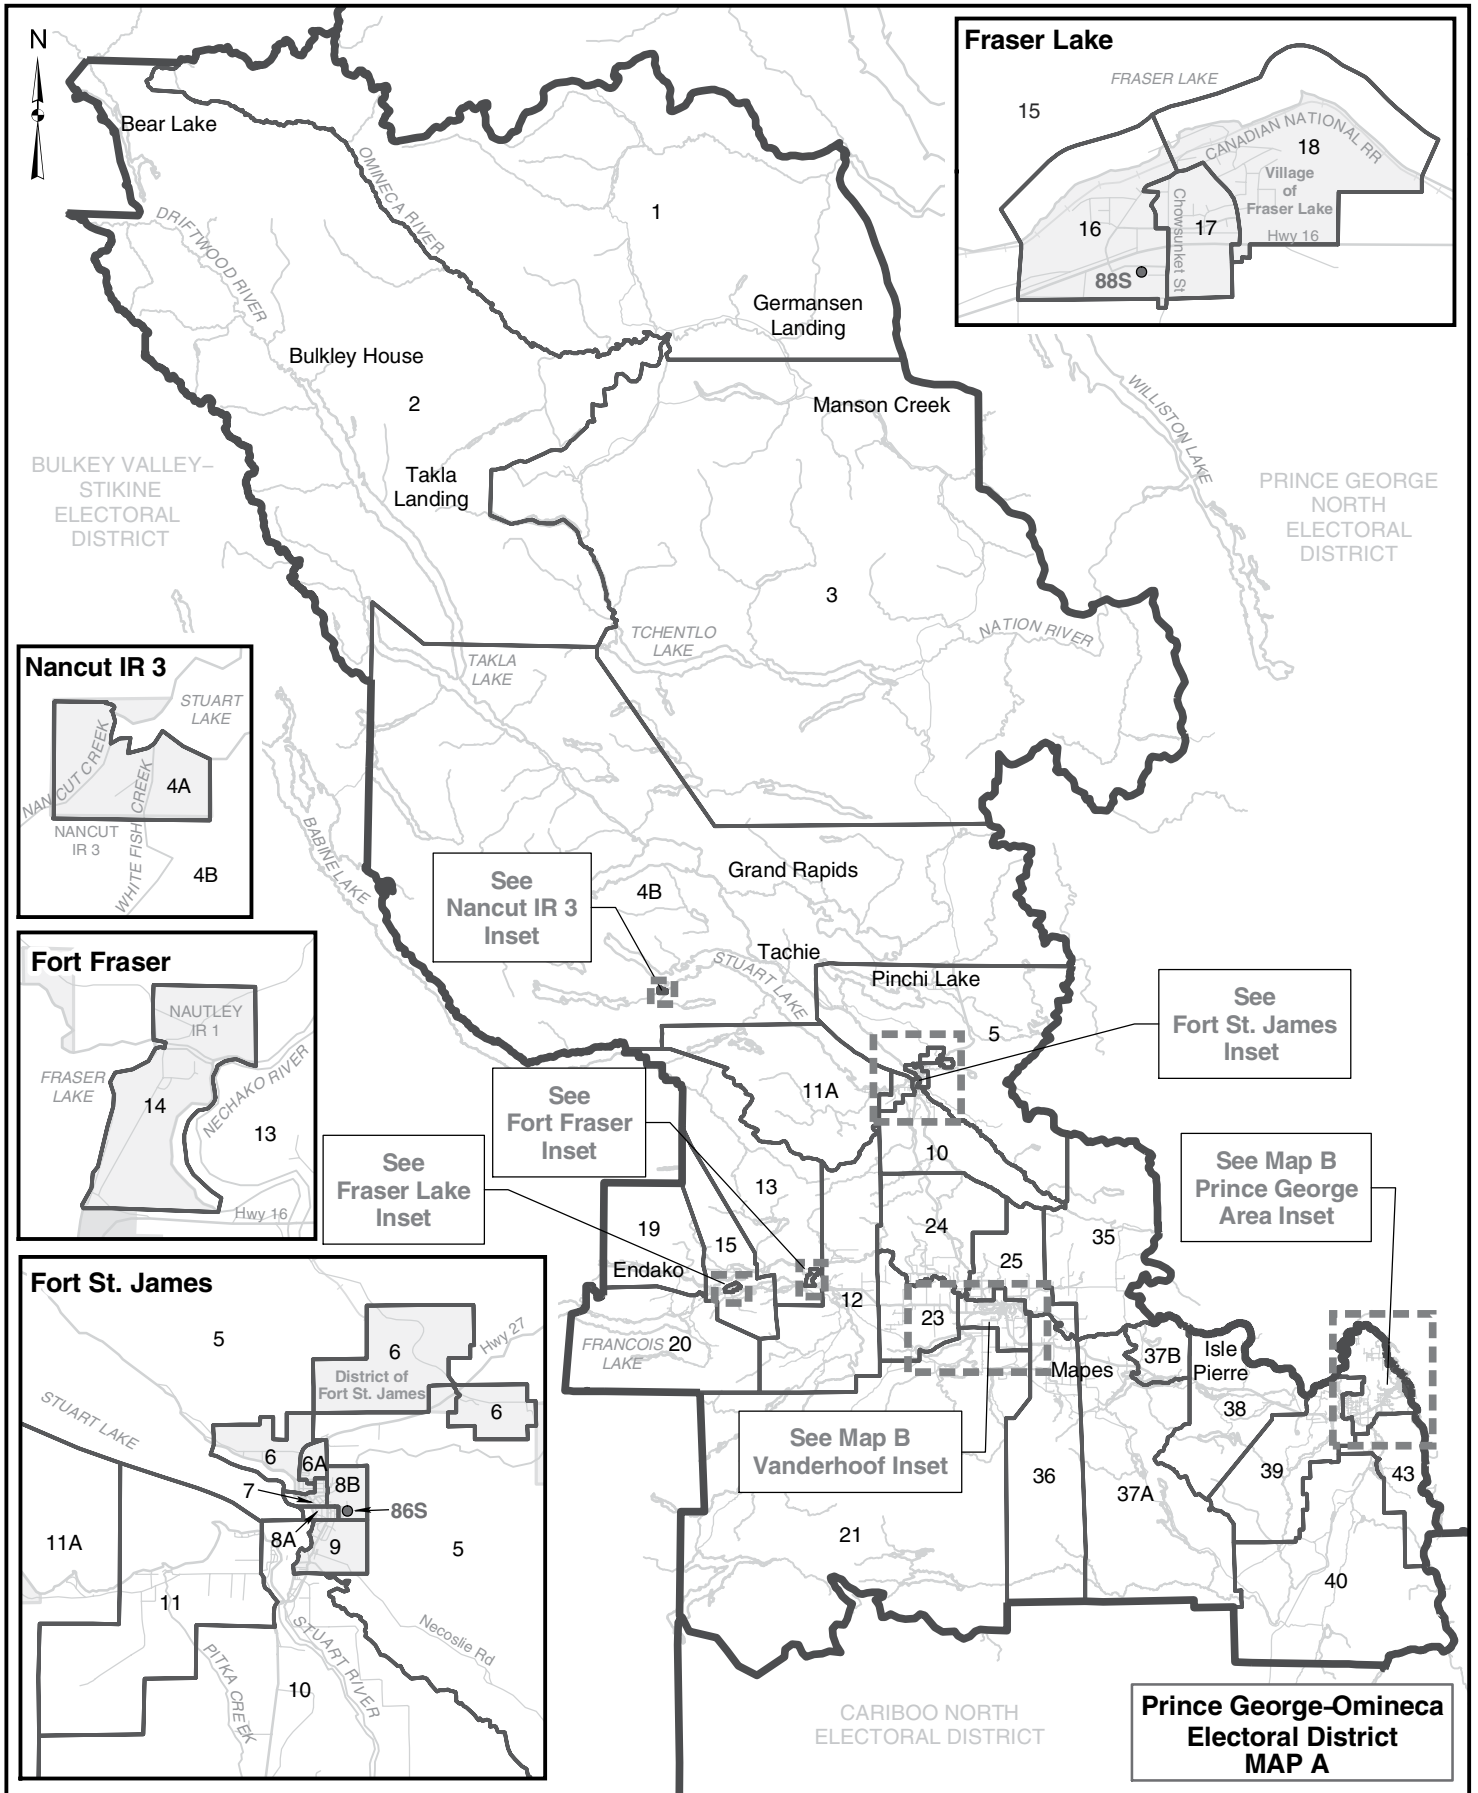 N
Bear Lake
OMINECA RIVER
DRIFTWOOD RIVER
1
Germansen
Landing
Bulkley House
2
Manson Creek
Takla
Landing
BULKEY VALLEY–
STIKINE
ELECTORAL
DISTRICT
WILLISTON LAKE
PRINCE GEORGE
NORTH
ELECTORAL
DISTRICT
3
TCHENTLO
LAKE
NATION RIVER
TAKLA
LAKE
BABINE LAKE
Grand Rapids
4B
See
Nancut IR 3
Inset
Tachie
STUART LAKE
Pinchi Lake
5
See
Fort St. James
Inset
11A
See
Fort Fraser
Inset
10
See
Fraser Lake
Inset
See Map B
Prince George
Area Inset
13
19
15
24
25
35
Endako
12
23
FRANCOIS
LAKE
20
Mapes
37B
Isle
Pierre
38
See Map B
Vanderhoof Inset
36
37A
39
43
21
40
CARIBOO NORTH
ELECTORAL DISTRICT
Fraser Lake
FRASER LAKE
15
CANADIAN NATIONAL RR
18
Village
of
Fraser Lake
16
17
Chowsunket St
Hwy 16
88S
Nancut IR 3
STUART
LAKE
NANCUT CREEK
4A
WHITE FISH CREEK
NANCUT
IR 3
4B
Fort Fraser
NAUTLEY
IR 1
FRASER
LAKE
NECHAKO RIVER
14
13
Hwy 16
Fort St. James
5
6
Hwy 27
District of
Fort St. James
STUART LAKE
6
6
6A
8B
7
86S
8A
9
5
11A
11
Necoslie Rd
STUART RIVER
PITKA CREEK
10
Prince George–Omineca
Electoral District
MAP A